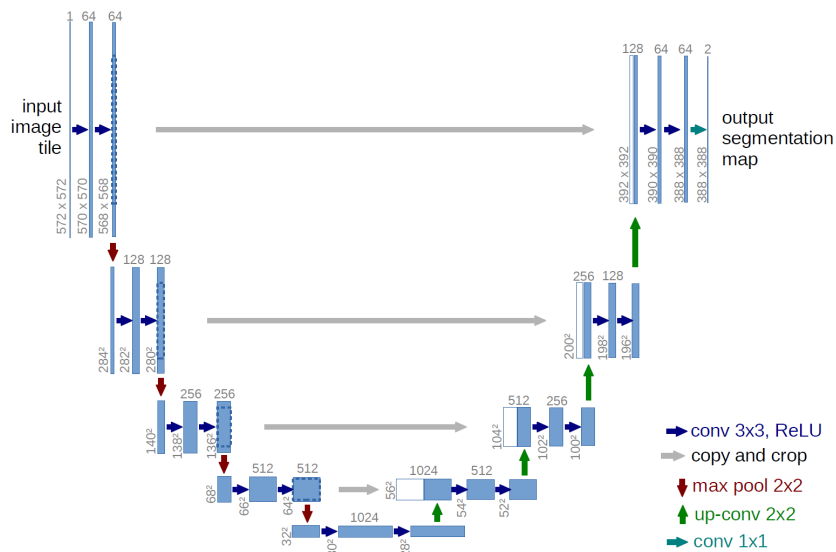 1 64 64
128 64 64 2
input
image
tile
output
segmentation
map
572 x 572
570 x 570
568 x 568
392 x 392
390 x 390
388 x 388
388 x 388
128 128
256 128
284²
282²
280²
200²
198²
196²
256 256
512 256
140²
138²
136²
104²
102²
100²
512 512
1024 512
68²
66²
64²
56²
54²
52²
1024
32²
conv 3x3, ReLU
copy and crop
max pool 2x2
up-conv 2x2
conv 1x1